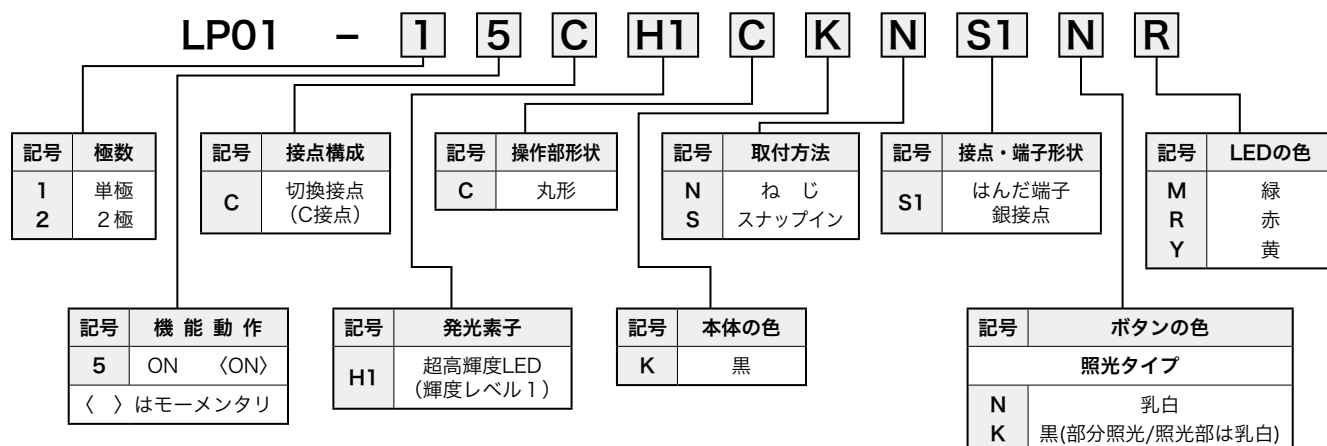 LP01 – 1 5 C H1 C K N S1 N R
記号 極数
1 単極
2 2極
記号 接点構成
C 切換接点
(C接点)
記号 操作部形状
C 丸形
記号 取付方法
N ね じ
S スナップイン
記号 接点・端子形状
S1 はんだ端子
銀接点
記号 LEDの色
M 緑
R 赤
Y 黄
記号 機 能 動 作
5 ON 〈ON〉
〈 〉はモーメンタリ
記号 発光素子
H1 超高輝度LED
(輝度レベル1)
記号 本体の色
K 黒
記号 ボタンの色
照光タイプ
N 乳白
K 黒(部分照光/照光部は乳白)